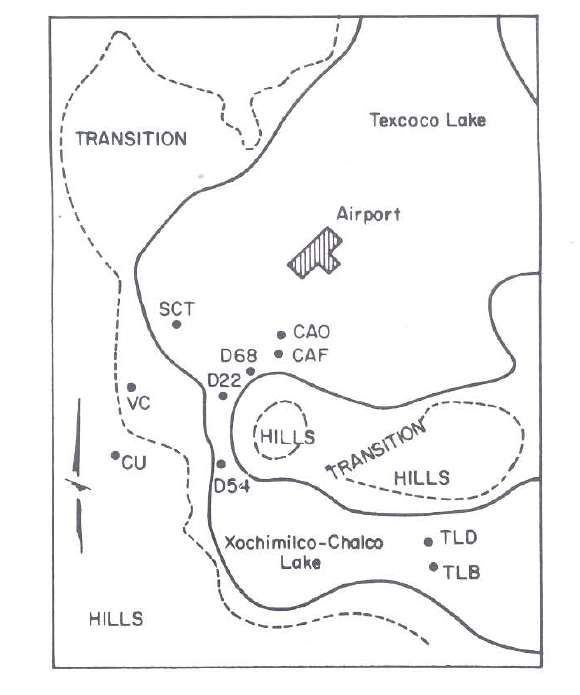 Texcoco Lake
TRANSITION
Airport
SCT
CAO
CAF
D68
D22
VC
HILLS
TRANSITION
HILLS
CU
D54
Xochimilco-Chalco
Lake
TLD
TLB
HILLS